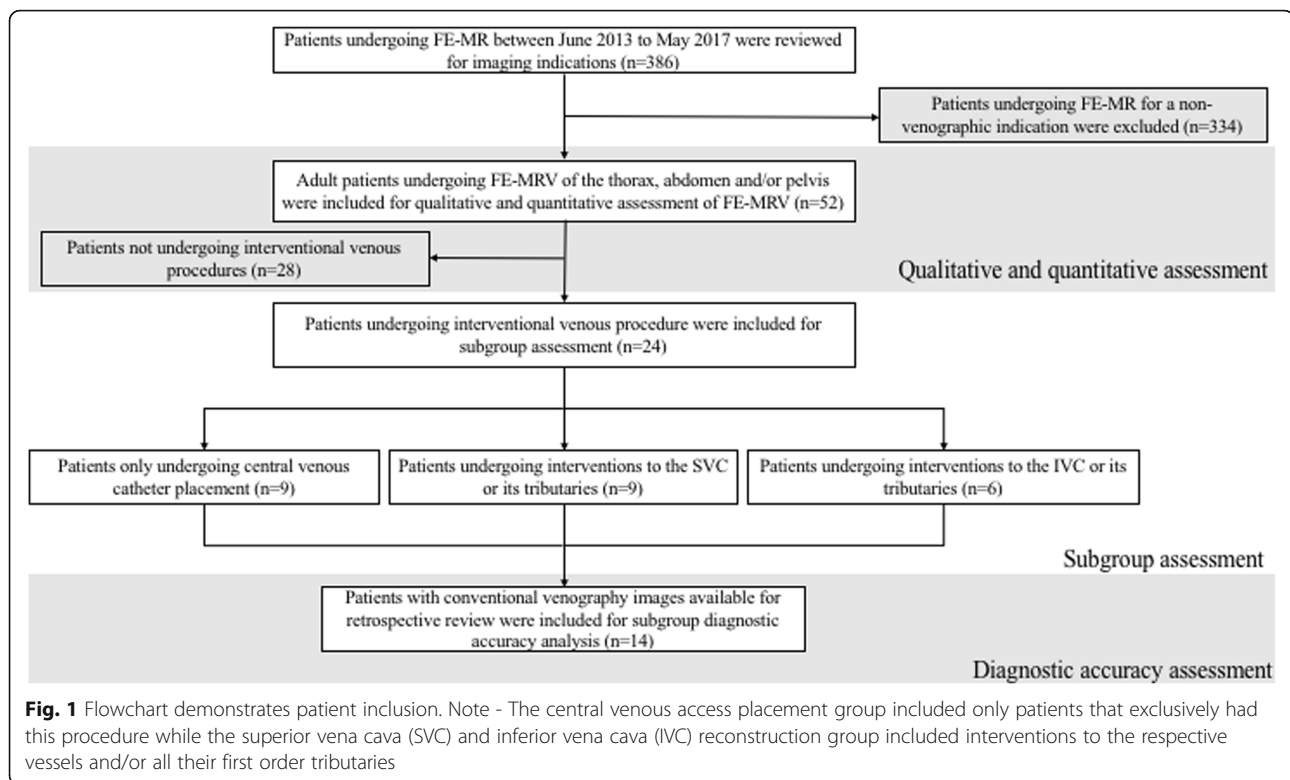 Patients undergoing FE-MR between June 2013 to May 2017 were reviewed
for imaging indications (n=386)
Patients undergoing FE-MR for a non-
venographic indication were excluded (n=334)
Adult patients undergoing FE-MRV of the thorax, abdomen and/or pelvis
were included for qualitative and quantitative assessment of FE-MRV (n=52)
Patients not undergoing interventional venous
procedures (n=28)
Qualitative and quantitative assessment
Patients undergoing interventional venous procedure were included for
subgroup assessment (n=24)
Patients only undergoing central venous
catheter placement (n=9)
Patients undergoing interventions to the SVC
or its tributaries (n=9)
Patients undergoing interventions to the IVC or its
tributaries (n=6)
Subgroup assessment
Patients with conventional venography images available for
retrospective review were included for subgroup diagnostic
accuracy analysis (n=14)
Diagnostic accuracy assessment
Fig. 1 Flowchart demonstrates patient inclusion. Note - The central venous access placement group included only patients that exclusively had
this procedure while the superior vena cava (SVC) and inferior vena cava (IVC) reconstruction group included interventions to the respective
vessels and/or all their first order tributaries